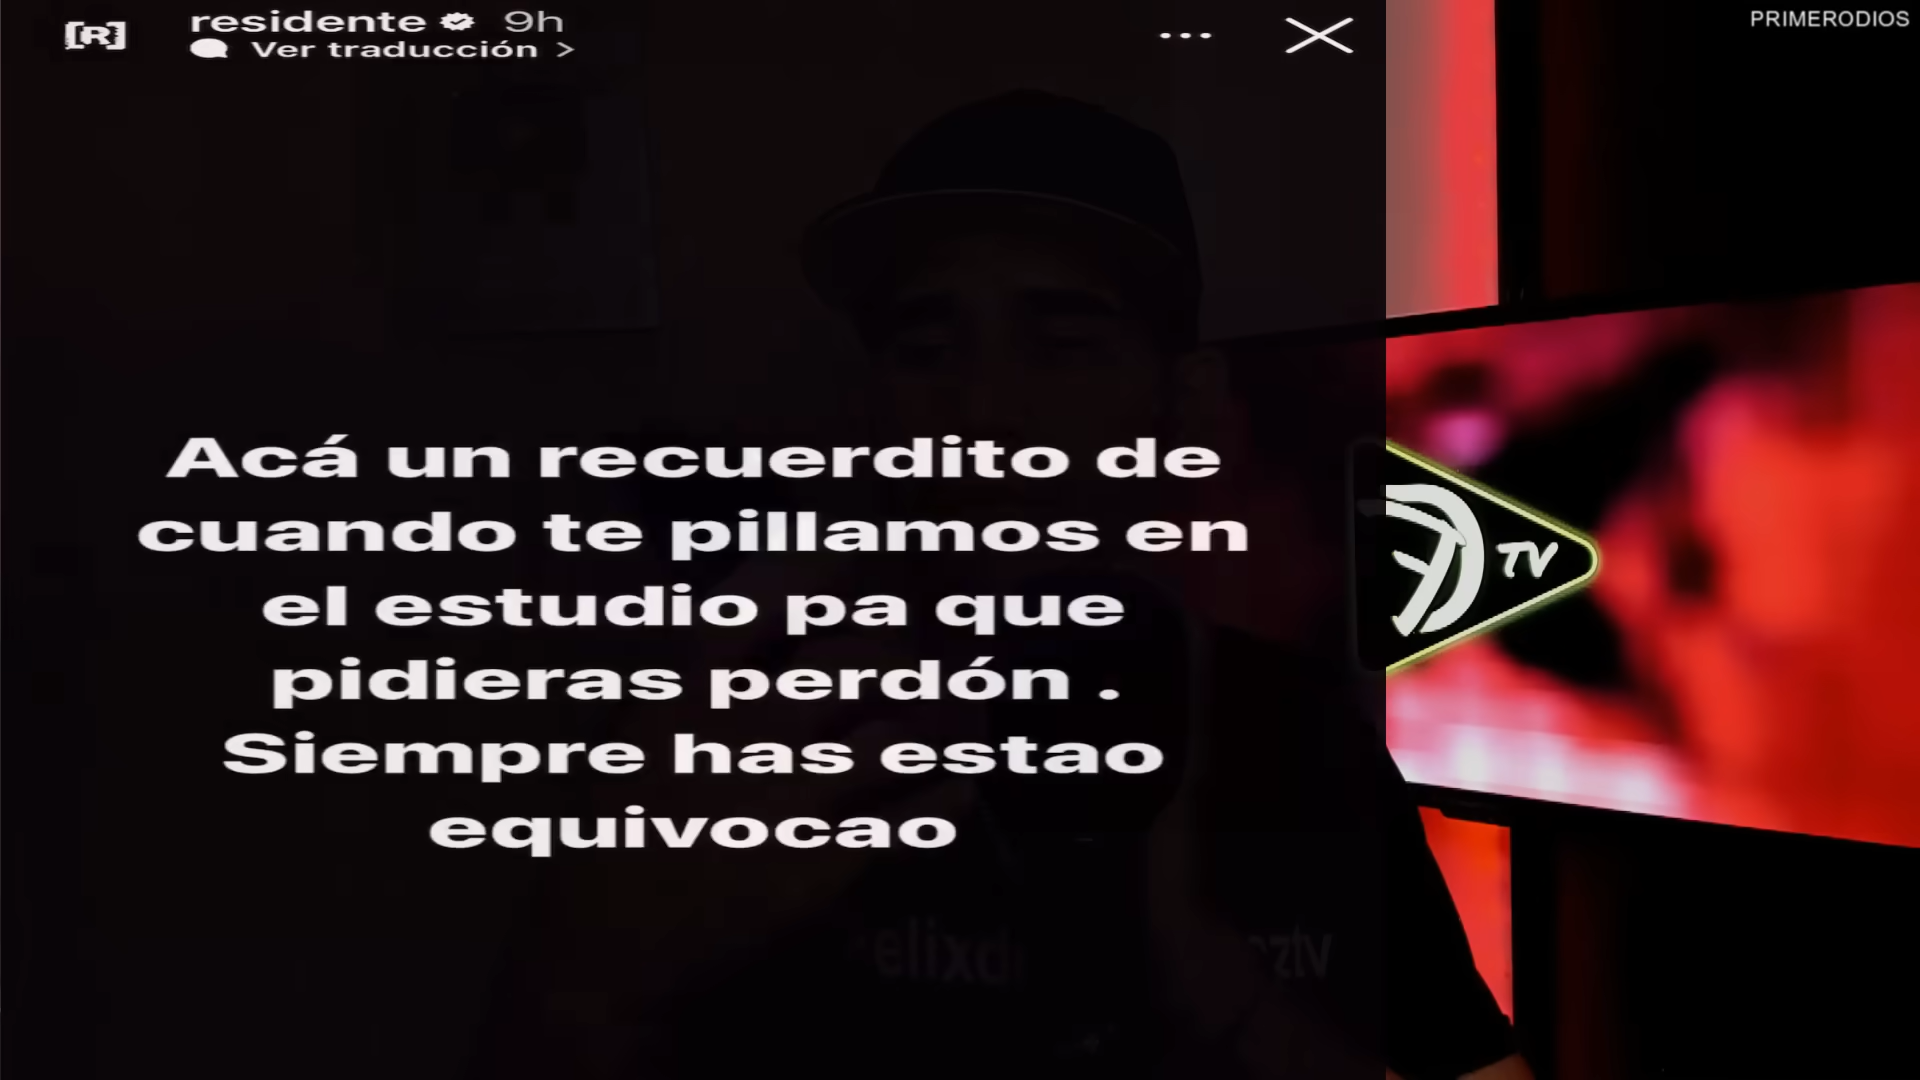 [R] residente 9h
Ver traducción >
PRIMERODIOS
Acá un recuerdito de
cuando te pillamos en
el estudio pa que
pidieras perdón .
Siempre has estao
equivocao
TV